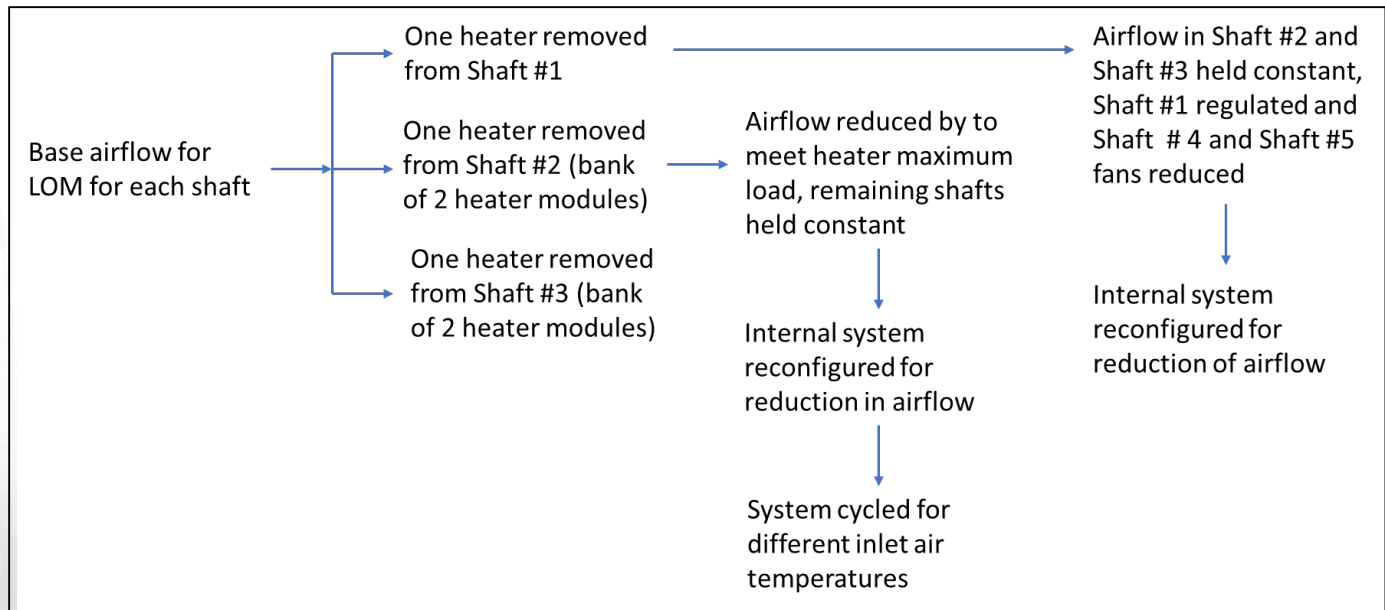 Base airflow for
LOM for each shaft
One heater removed
from Shaft #1
One heater removed
from Shaft #2 (bank
of 2 heater modules)
One heater removed
from Shaft #3 (bank
of 2 heater modules)
Airflow reduced by to
meet heater maximum
load, remaining shafts
held constant
Internal system
reconfigured for
reduction in airflow
System cycled for
different inlet air
temperatures
Airflow in Shaft #2 and
Shaft #3 held constant,
Shaft #1 regulated and
Shaft # 4 and Shaft #5
fans reduced
Internal system
reconfigured for
reduction of airflow